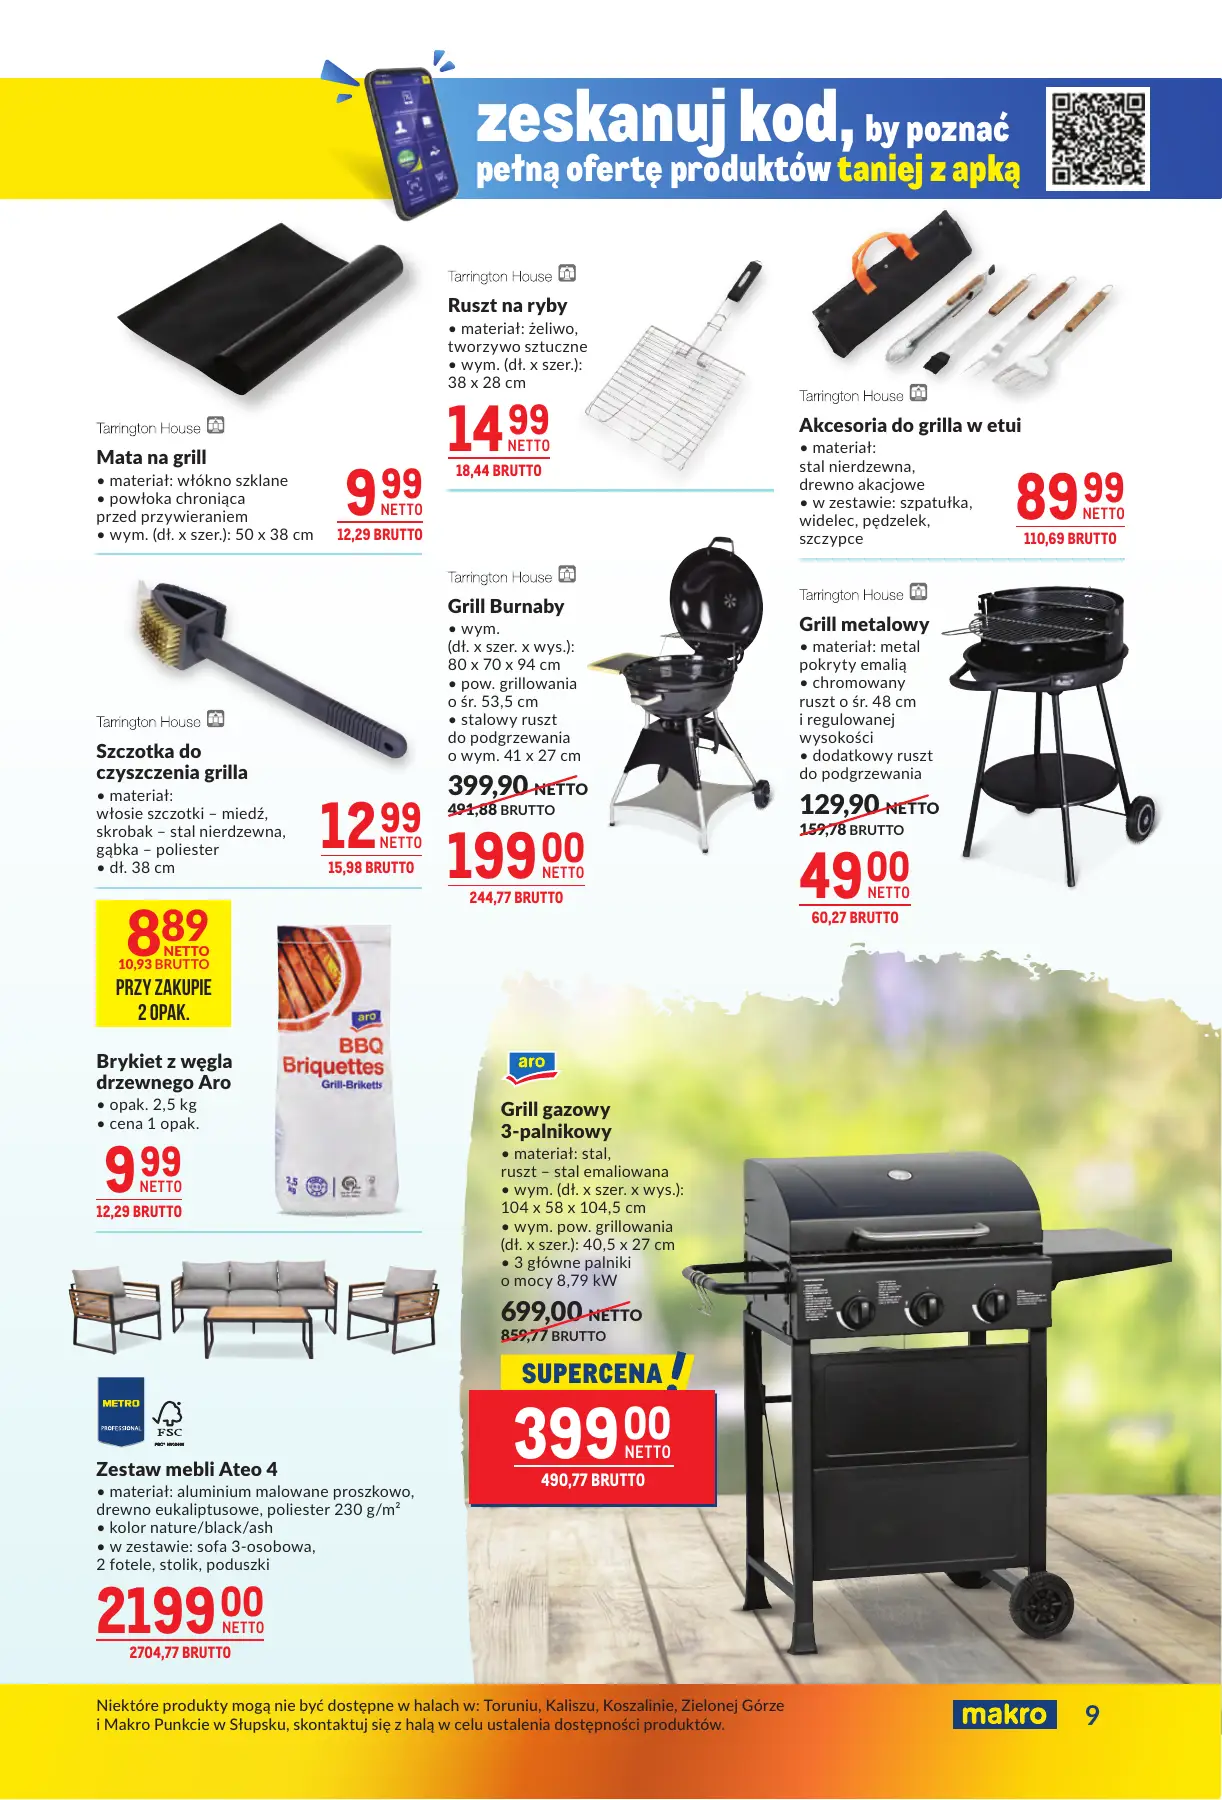 zeskanuj kod, by poznać
pełną ofertę produktów taniej z apką
Tarrington House
Mata na grill
• materiał: włókno szklane
• powłoka chroniąca
przed przywieraniem
• wym. (dł. x szer.): 50 x 38 cm
9 99
NETTO
12,29 BRUTTO
Tarrington House
Ruszt na ryby
• materiał: żeliwo,
tworzywo sztuczne
• wym. (dł. x szer.):
38 x 28 cm
14 99
NETTO
18,44 BRUTTO
Tarrington House
Akcesoria do grilla w etui
• materiał:
stal nierdzewna,
drewno akacjowe
• w zestawie: szpatułka,
widelec, pędzelek,
szczypce
89 99
NETTO
110,69 BRUTTO
Tarrington House
Szczotka do
czyszczenia grilla
• materiał:
włosie szczotki – miedź,
skrobak – stal nierdzewna,
gąbka – poliester
• dł. 38 cm
12 99
NETTO
15,98 BRUTTO
Tarrington House
Grill Burnaby
• wym.
(dł. x szer. x wys.):
80 x 70 x 94 cm
• pow. grillowania
o śr. 53,5 cm
• stalowy ruszt
do podgrzewania
o wym. 41 x 27 cm
399,90 NETTO
491,88 BRUTTO
199 00
NETTO
244,77 BRUTTO
Tarrington House
Grill metalowy
• materiał: metal
pokryty emalią
• chromowany
ruszt o śr. 48 cm
i regulowanej
wysokości
• dodatkowy ruszt
do podgrzewania
129,90 NETTO
159,78 BRUTTO
49 00
NETTO
60,27 BRUTTO
8 89
NETTO
10,93 BRUTTO
PRZY ZAKUPIE
2 OPAK.
aro
BBQ
Briquettes
Grill-Briketts
2,5
kg
Brykiet z węgla
drzewnego Aro
• opak. 2,5 kg
• cena 1 opak.
9 99
NETTO
12,29 BRUTTO
aro
Grill gazowy
3-palnikowy
• materiał: stal,
ruszt – stal emaliowana
• wym. (dł. x szer. x wys.):
104 x 58 x 104,5 cm
• wym. pow. grillowania
(dł. x szer.): 40,5 x 27 cm
• 3 główne palniki
o mocy 8,79 kW
699,00 NETTO
859,77 BRUTTO
SUPERCENA!
399 00
NETTO
490,77 BRUTTO
METRO
PROFESSIONAL
FSC
Zestaw mebli Ateo 4
• materiał: aluminium malowane proszkowo,
drewno eukaliptusowe, poliester 230 g/m²
• kolor nature/black/ash
• w zestawie: sofa 3-osobowa,
2 fotele, stolik, poduszki
2199 00
NETTO
2704,77 BRUTTO
Niektóre produkty mogą nie być dostępne w halach w: Toruniu, Kaliszu, Koszalinie, Zielonej Górze
i Makro Punkcie w Słupsku, skontaktuj się z halą w celu ustalenia dostępności produktów.
makro
9